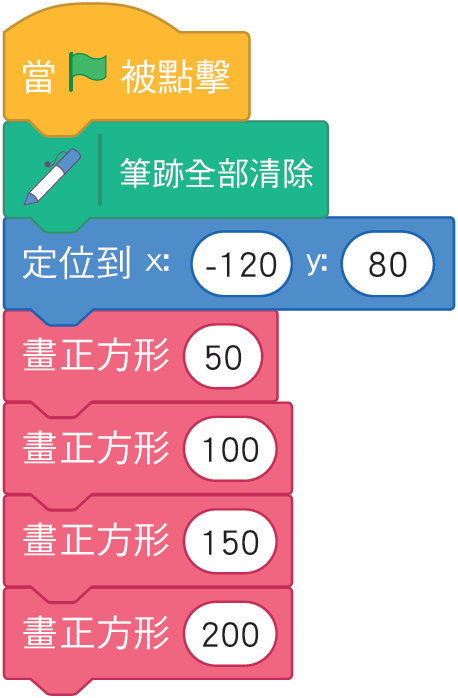 當 被點擊
筆跡全部清除
定位到 x: -120 y: 80
畫正方形 50
畫正方形 100
畫正方形 150
畫正方形 200